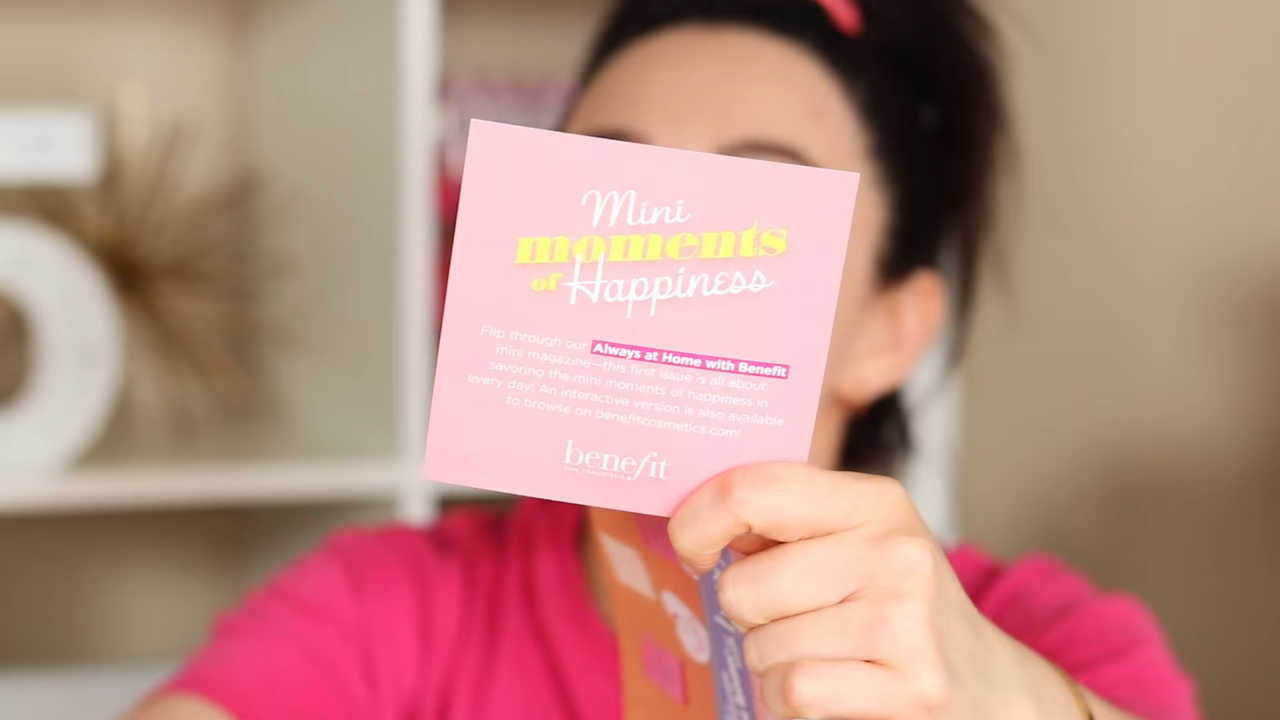 Mini
moments
of Happiness
Flip through our Always at Home with Benefit
mini magazine—this first issue is all about
savoring the mini moments of happiness in
every day! An interactive version is also available
to browse on benefitcosmetics.com!
benefit
SAN FRANCISCO